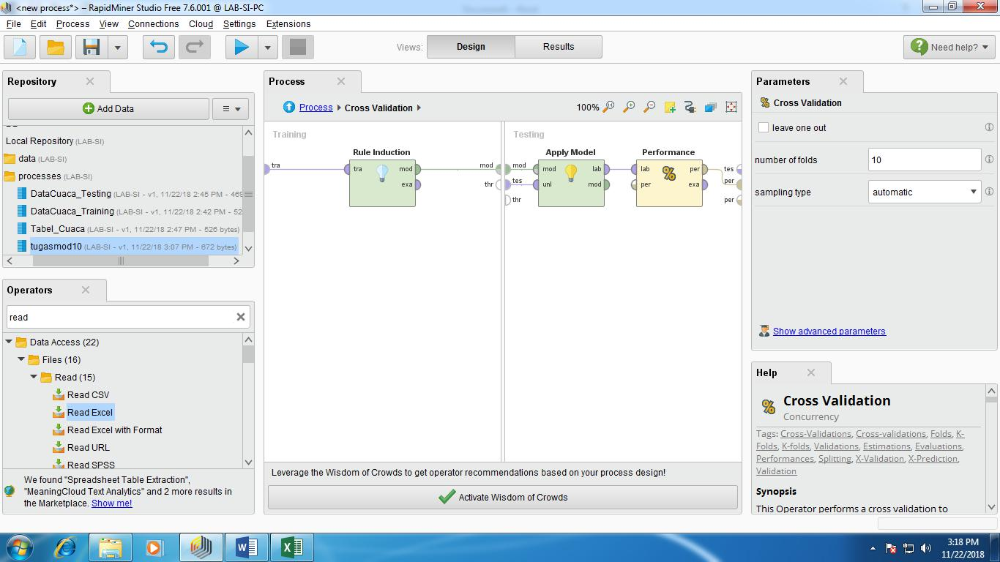 <new process*> – RapidMiner Studio Free 7.6.001 @ LAB-SI-PC
File Edit Process View Connections Cloud Settings Extensions
Views: Design Results
Need help?
Repository
Add Data
Local Repository (LAB-SI)
data (LAB-SI)
processes (LAB-SI)
DataCuaca_Testing (LAB-SI - v1, 11/22/18 2:45 PM - 469
DataCuaca_Training (LAB-SI - v1, 11/22/18 2:42 PM - 52
Tabel_Cuaca (LAB-SI - v1, 11/22/18 2:47 PM - 526 bytes)
tugasmod10 (LAB-SI - v1, 11/22/18 3:07 PM - 672 bytes)
Operators
read
Data Access (22)
Files (16)
Read (15)
Read CSV
Read Excel
Read Excel with Format
Read URL
Read SPSS
We found "Spreadsheet Table Extraction",
"MeaningCloud Text Analytics" and 2 more results in
the Marketplace. Show me!
Process
Process Cross Validation
100%
Training
Testing
Rule Induction
Apply Model
Performance
tra
tra mod
exa
mod
thr
mod
tes
thr
mod lab
unl mod
lab per
per exa
tes
per
per
Leverage the Wisdom of Crowds to get operator recommendations based on your process design!
Activate Wisdom of Crowds
Parameters
Cross Validation
leave one out
number of folds 10
sampling type automatic
Show advanced parameters
Help
Cross Validation
Concurrency
Tags: Cross-Validations, Cross-validations, Folds, K-
Folds, K-folds, Validations, Estimations, Evaluations,
Performances, Splitting, X-Validation, X-Prediction,
Validation
Synopsis
This Operator performs a cross validation to
3:18 PM
11/22/2018